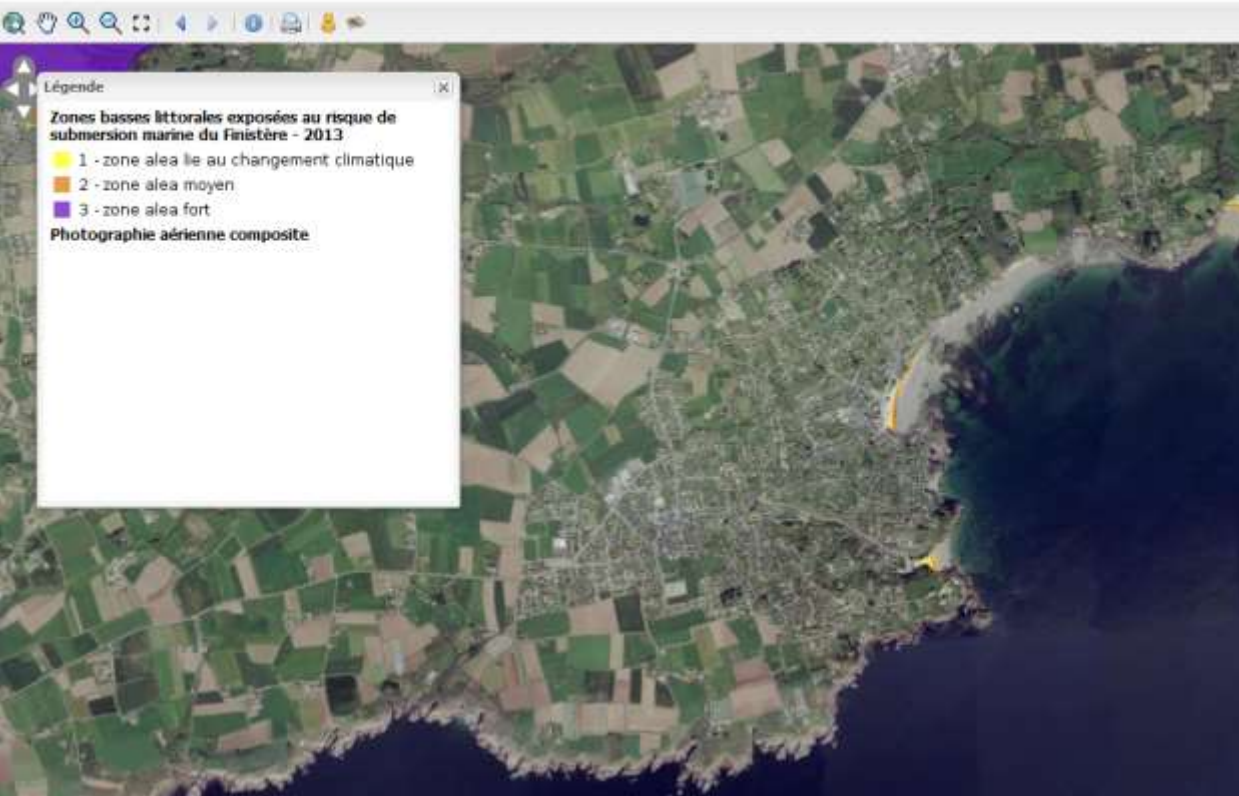 Légende
Zones basses littorales exposées au risque de
submersion marine du Finistère - 2013
1 - zone alea lie au changement climatique
2 - zone alea moyen
3 - zone alea fort
Photographie aérienne composite